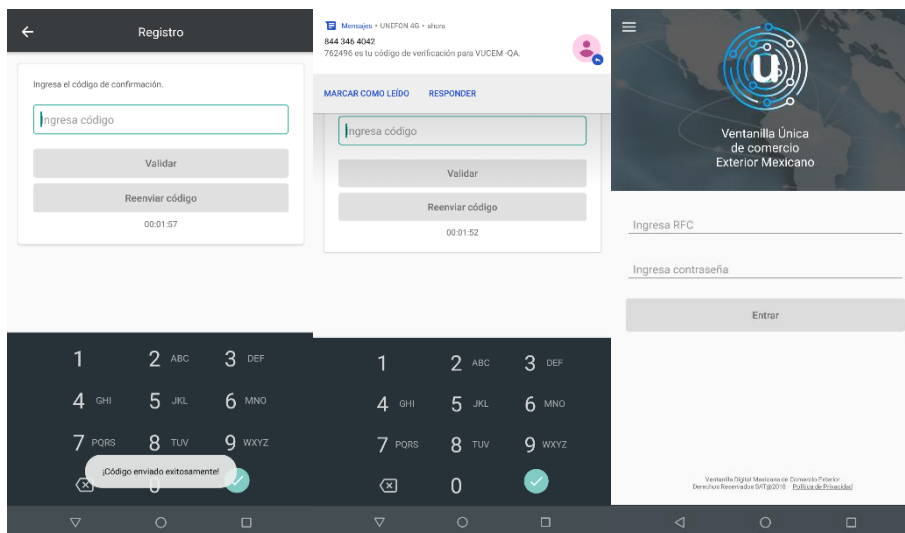 Registro
Ingresa el código de confirmación.
Ingresa código
Validar
Reenviar código
00:01:57
1
2 ABC
3 DEF
4 GHI
5 JKL
6 MNO
7 PQRS
8 TUV
9 WXYZ
¡Código enviado exitosamente!
0
Mensajes • UNEFON 4G • ahora
844 346 4042
762496 es tu código de verificación para VUCEM -QA.
MARCAR COMO LEÍDO RESPONDER
Ingresa código
Validar
Reenviar código
00:01:52
1
2 ABC
3 DEF
4 GHI
5 JKL
6 MNO
7 PQRS
8 TUV
9 WXYZ
0
Ventanilla Única
de comercio
Exterior Mexicano
Ingresa RFC
Ingresa contraseña
Entrar
Ventanilla Digital Mexicana de Comercio Exterior
Derechos Reservados SAT@2018 Política de Privacidad